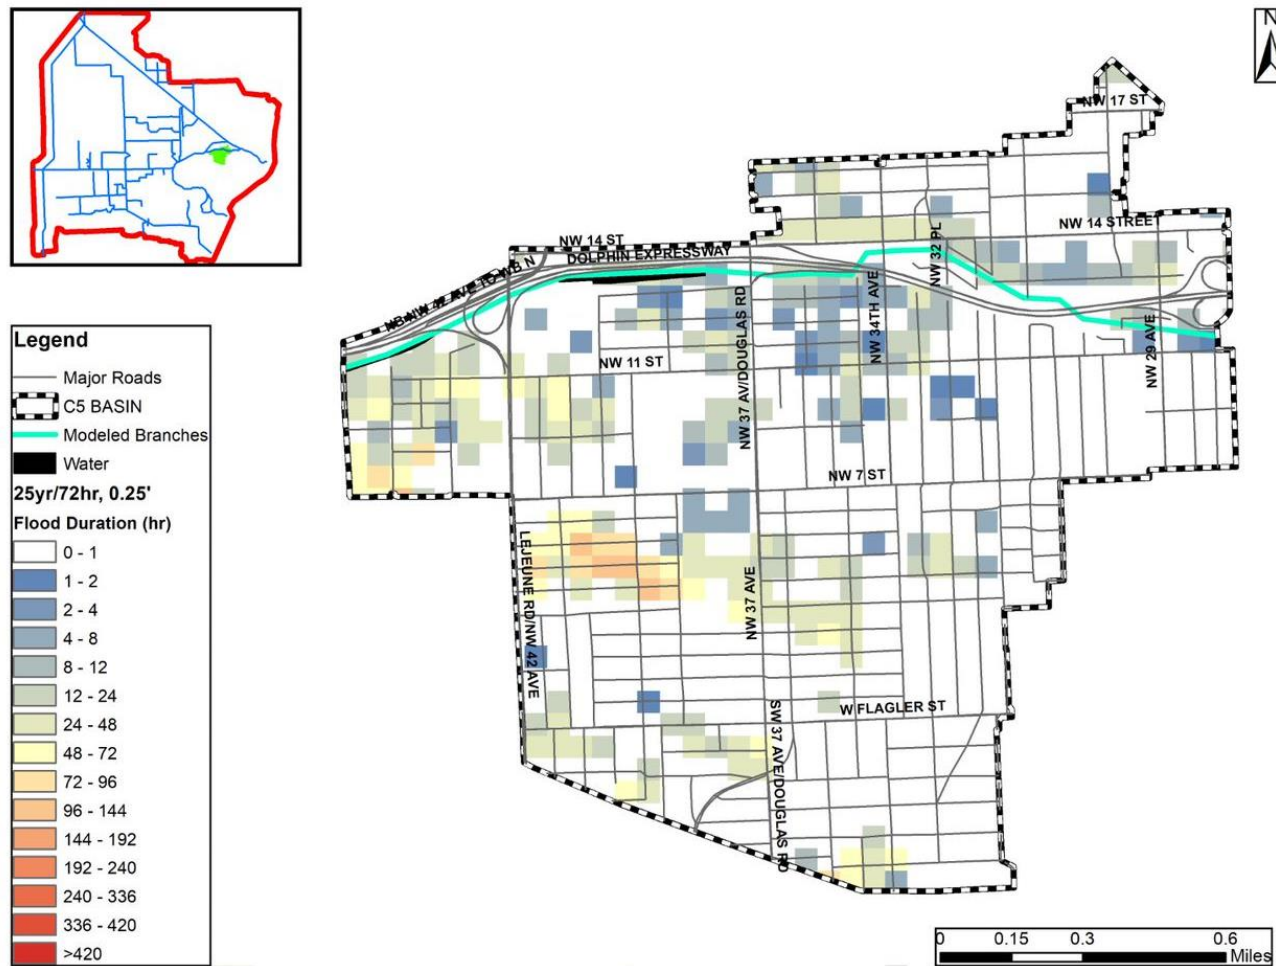 N
NW 17 ST
NW 14 STREET
NW 14 ST
DOLPHIN EXPRESSWAY
NW 32 PL
NW 37 AV/DOUGLAS RD
NW 34TH AVE
NW 29 AVE
NW 11 ST
NW 7 ST
LEJEUNE RD/NW 42 AVE
NW 37 AVE
W FLAGLER ST
SW 37 AVE/DOUGLAS RD
Legend
Major Roads
C5 BASIN
Modeled Branches
Water
25yr/72hr, 0.25'
Flood Duration (hr)
0 - 1
1 - 2
2 - 4
4 - 8
8 - 12
12 - 24
24 - 48
48 - 72
72 - 96
96 - 144
144 - 192
192 - 240
240 - 336
336 - 420
>420
0 0.15 0.3 0.6
Miles